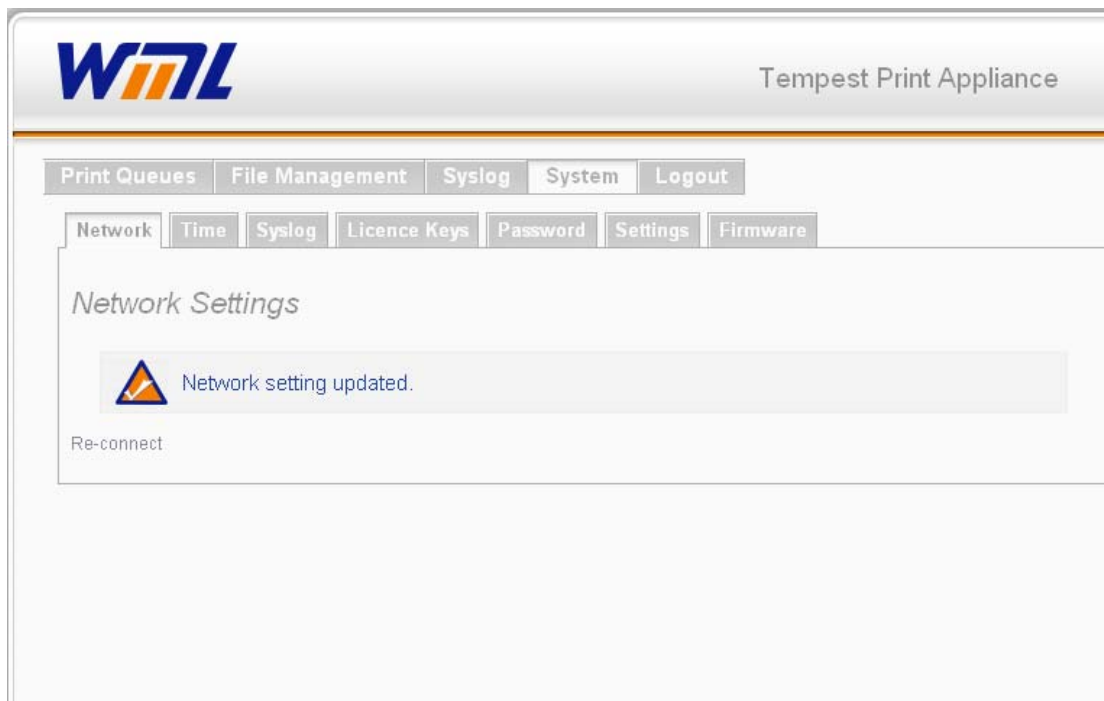 WML
Tempest Print Appliance
Print Queues File Management Syslog System Logout
Network Time Syslog Licence Keys Password Settings Firmware
Network Settings
Network setting updated.
Re-connect